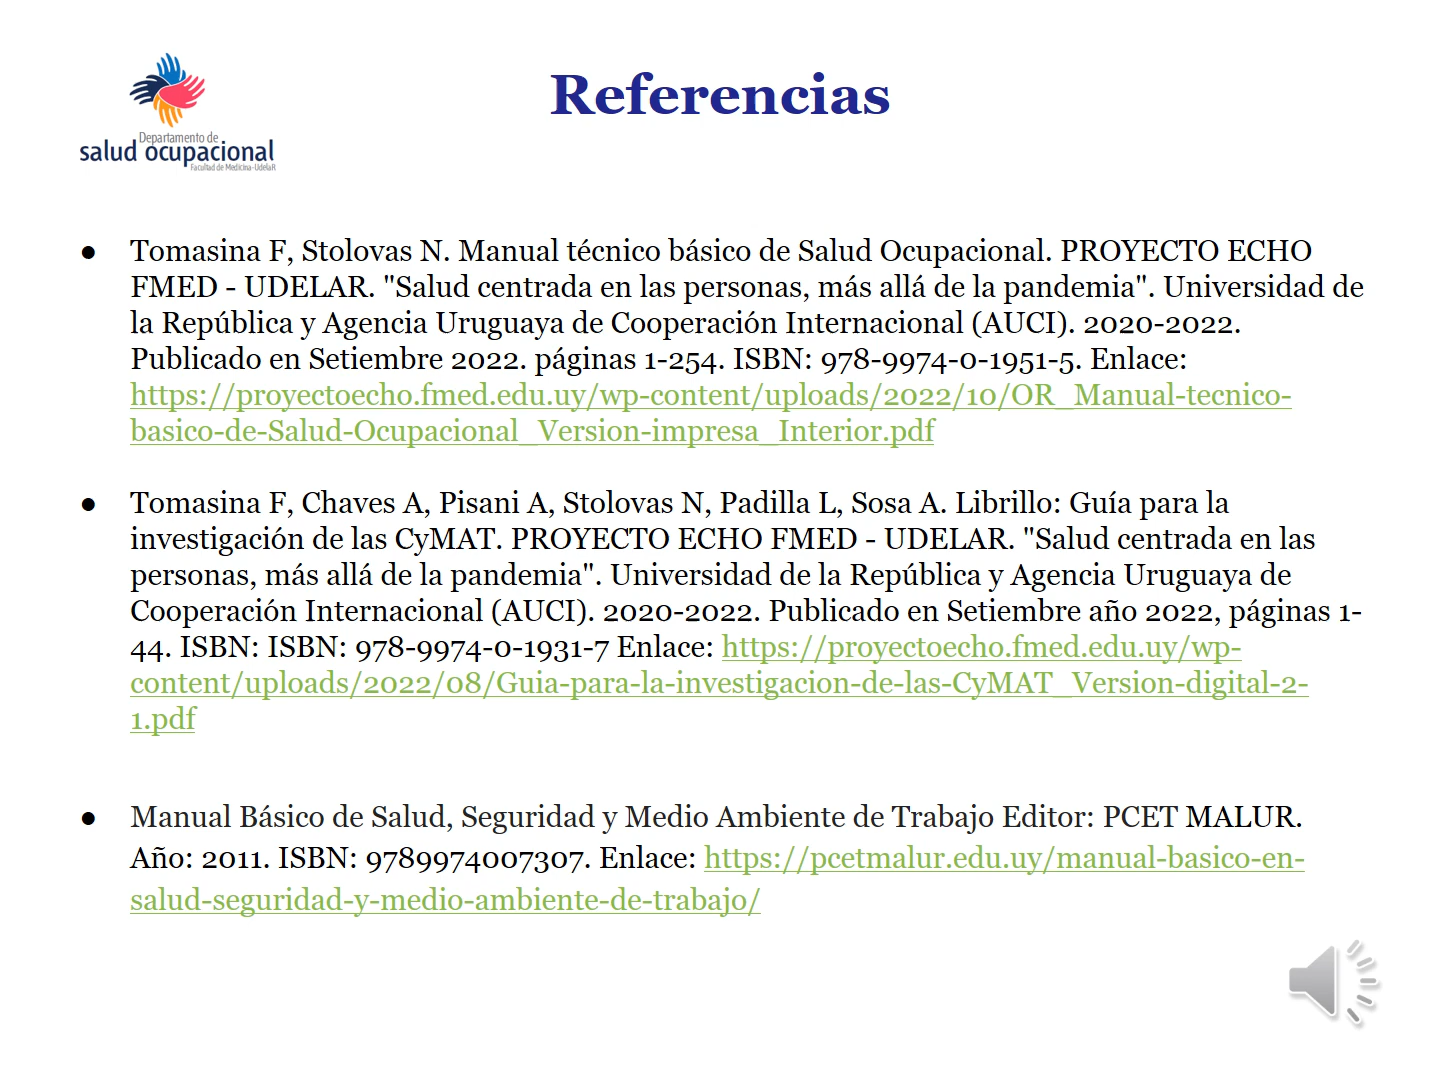 Departamento de
salud ocupacional
Facultad de Medicina-UdelaR
Referencias
● Tomasina F, Stolovas N. Manual técnico básico de Salud Ocupacional. PROYECTO ECHO
FMED - UDELAR. "Salud centrada en las personas, más allá de la pandemia". Universidad de
la República y Agencia Uruguaya de Cooperación Internacional (AUCI). 2020-2022.
Publicado en Setiembre 2022. páginas 1-254. ISBN: 978-9974-0-1951-5. Enlace:
https://proyectoecho.fmed.edu.uy/wp-content/uploads/2022/10/OR_Manual-tecnico-
basico-de-Salud-Ocupacional_Version-impresa_Interior.pdf
● Tomasina F, Chaves A, Pisani A, Stolovas N, Padilla L, Sosa A. Librillo: Guía para la
investigación de las CyMAT. PROYECTO ECHO FMED - UDELAR. "Salud centrada en las
personas, más allá de la pandemia". Universidad de la República y Agencia Uruguaya de
Cooperación Internacional (AUCI). 2020-2022. Publicado en Setiembre año 2022, páginas 1-
44. ISBN: ISBN: 978-9974-0-1931-7 Enlace: https://proyectoecho.fmed.edu.uy/wp-
content/uploads/2022/08/Guia-para-la-investigacion-de-las-CyMAT_Version-digital-2-
1.pdf
● Manual Básico de Salud, Seguridad y Medio Ambiente de Trabajo Editor: PCET MALUR.
Año: 2011. ISBN: 9789974007307. Enlace: https://pcetmalur.edu.uy/manual-basico-en-
salud-seguridad-y-medio-ambiente-de-trabajo/